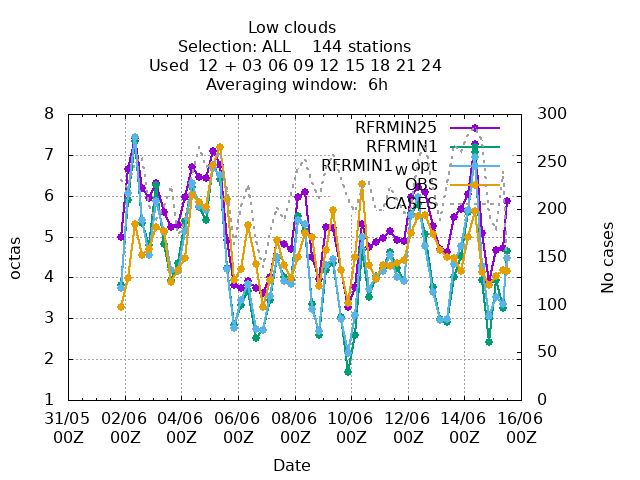 Low clouds
Selection: ALL    144 stations
Used  12 + 03 06 09 12 15 18 21 24
Averaging window:  6h
RFRMIN25
RFRMIN1
RFRMIN1w opt
OBS
CASES
octas
8
7
6
5
4
3
2
1
No cases
300
250
200
150
100
50
0
31/05 00Z
02/06 00Z
04/06 00Z
06/06 00Z
08/06 00Z
10/06 00Z
12/06 00Z
14/06 00Z
16/06 00Z
Date